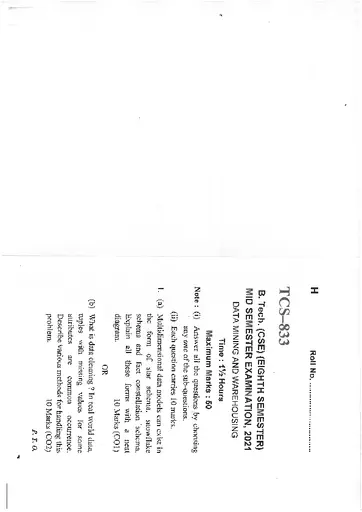 H
Roll No. ..............................
TCS–833
B. Tech. (CSE) (EIGHTH SEMESTER)
MID SEMESTER EXAMINATION, 2021
DATA MINING AND WAREHOUSING
Time : 1½ Hours
Maximum Marks : 50
Note : (i) Answer all the questions by choosing
any one of the sub-questions.
(ii) Each question carries 10 marks.
1. (a) Multidimensional data models can exist in
the form of star schema, snowflake
schema and fact constellation schema.
Explain all these forms with a neat
diagram. 10 Marks (CO1)
OR
(b) What is data cleaning ? In real world data,
tuples with missing values for some
attributes are common occurrence.
Describe various methods for handling this
problem. 10 Marks (CO2)
P. T. O.